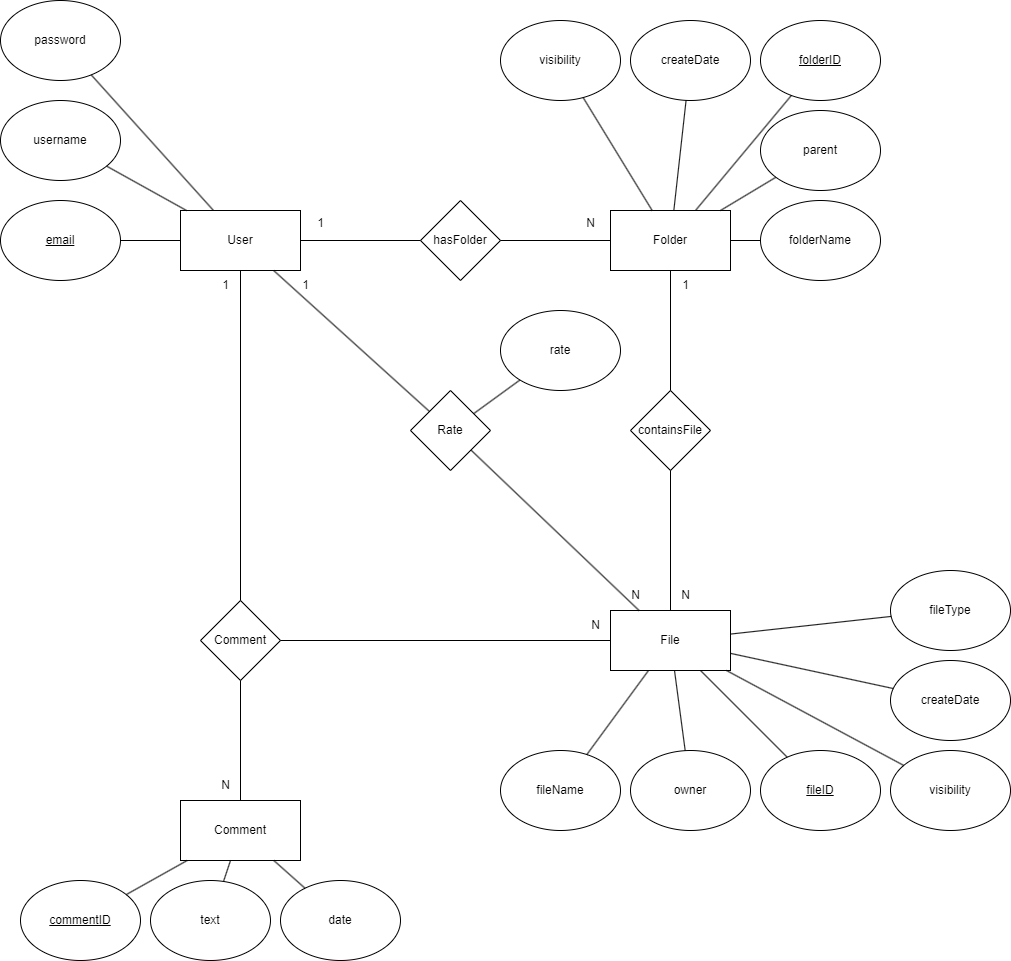 password
visibility
createDate
folderID
username
parent
email
User
1
hasFolder
N
Folder
folderName
1
1
1
rate
Rate
containsFile
N
N
fileType
Comment
N
File
createDate
N
fileName
owner
fileID
visibility
Comment
commentID
text
date